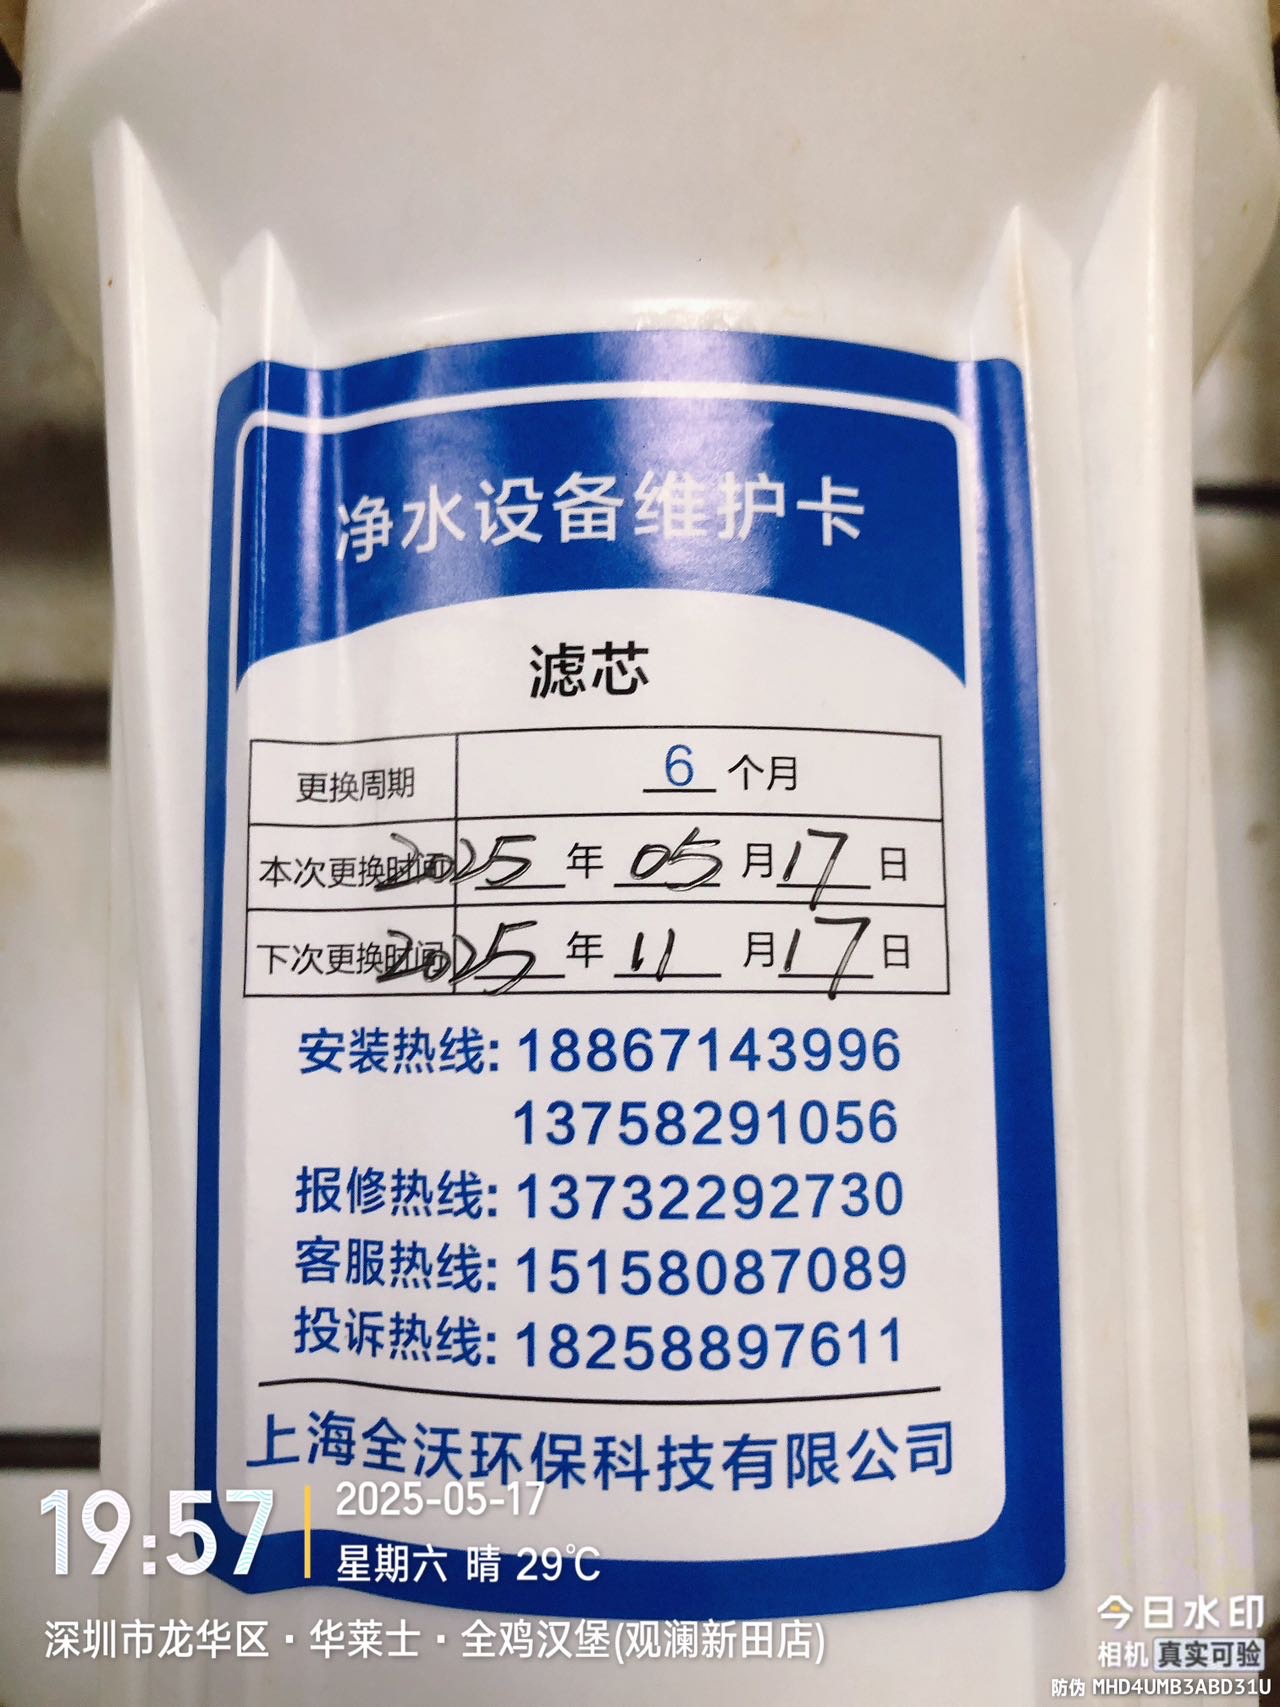 净水设备维护卡
滤芯
更换周期 6 个月
本次更换时间 2025 年 05 月 17 日
下次更换时间 2025 年 11 月 17 日
安装热线: 18867143996
13758291056
报修热线: 13732292730
客服热线: 15158087089
投诉热线: 18258897611
上海全沃环保科技有限公司
19:57
2025-05-17
星期六 晴 29℃
深圳市龙华区·华莱士·全鸡汉堡(观澜新田店)
今日水印
相机 真实可验
防伪 MHD4UMB3ABD31U